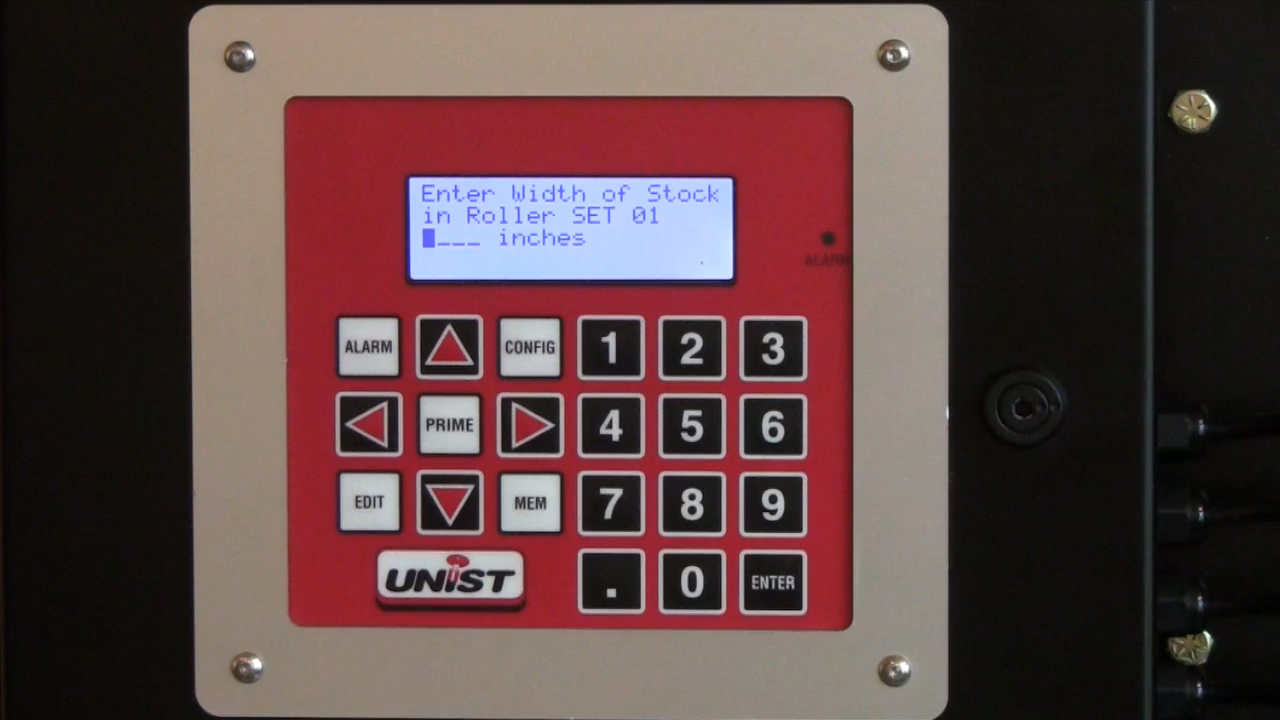 Enter Width of Stock
in Roller SET 01
___ inches
ALARM
ALARM
CONFIG
1
2
3
PRIME
4
5
6
EDIT
MEM
7
8
9
UNIST
.
0
ENTER